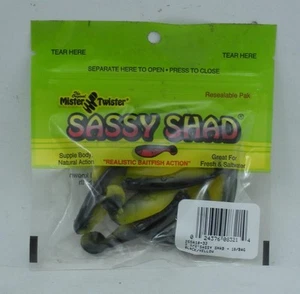 TEAR HERE TEAR HERE
SEPARATE HERE TO OPEN • PRESS TO CLOSE
Resealable Pak
Mister Twister
SASSY SHAD
Supple Body
Natural Action
"REALISTIC BAITFISH ACTION"
Great For
Fresh & Saltwater